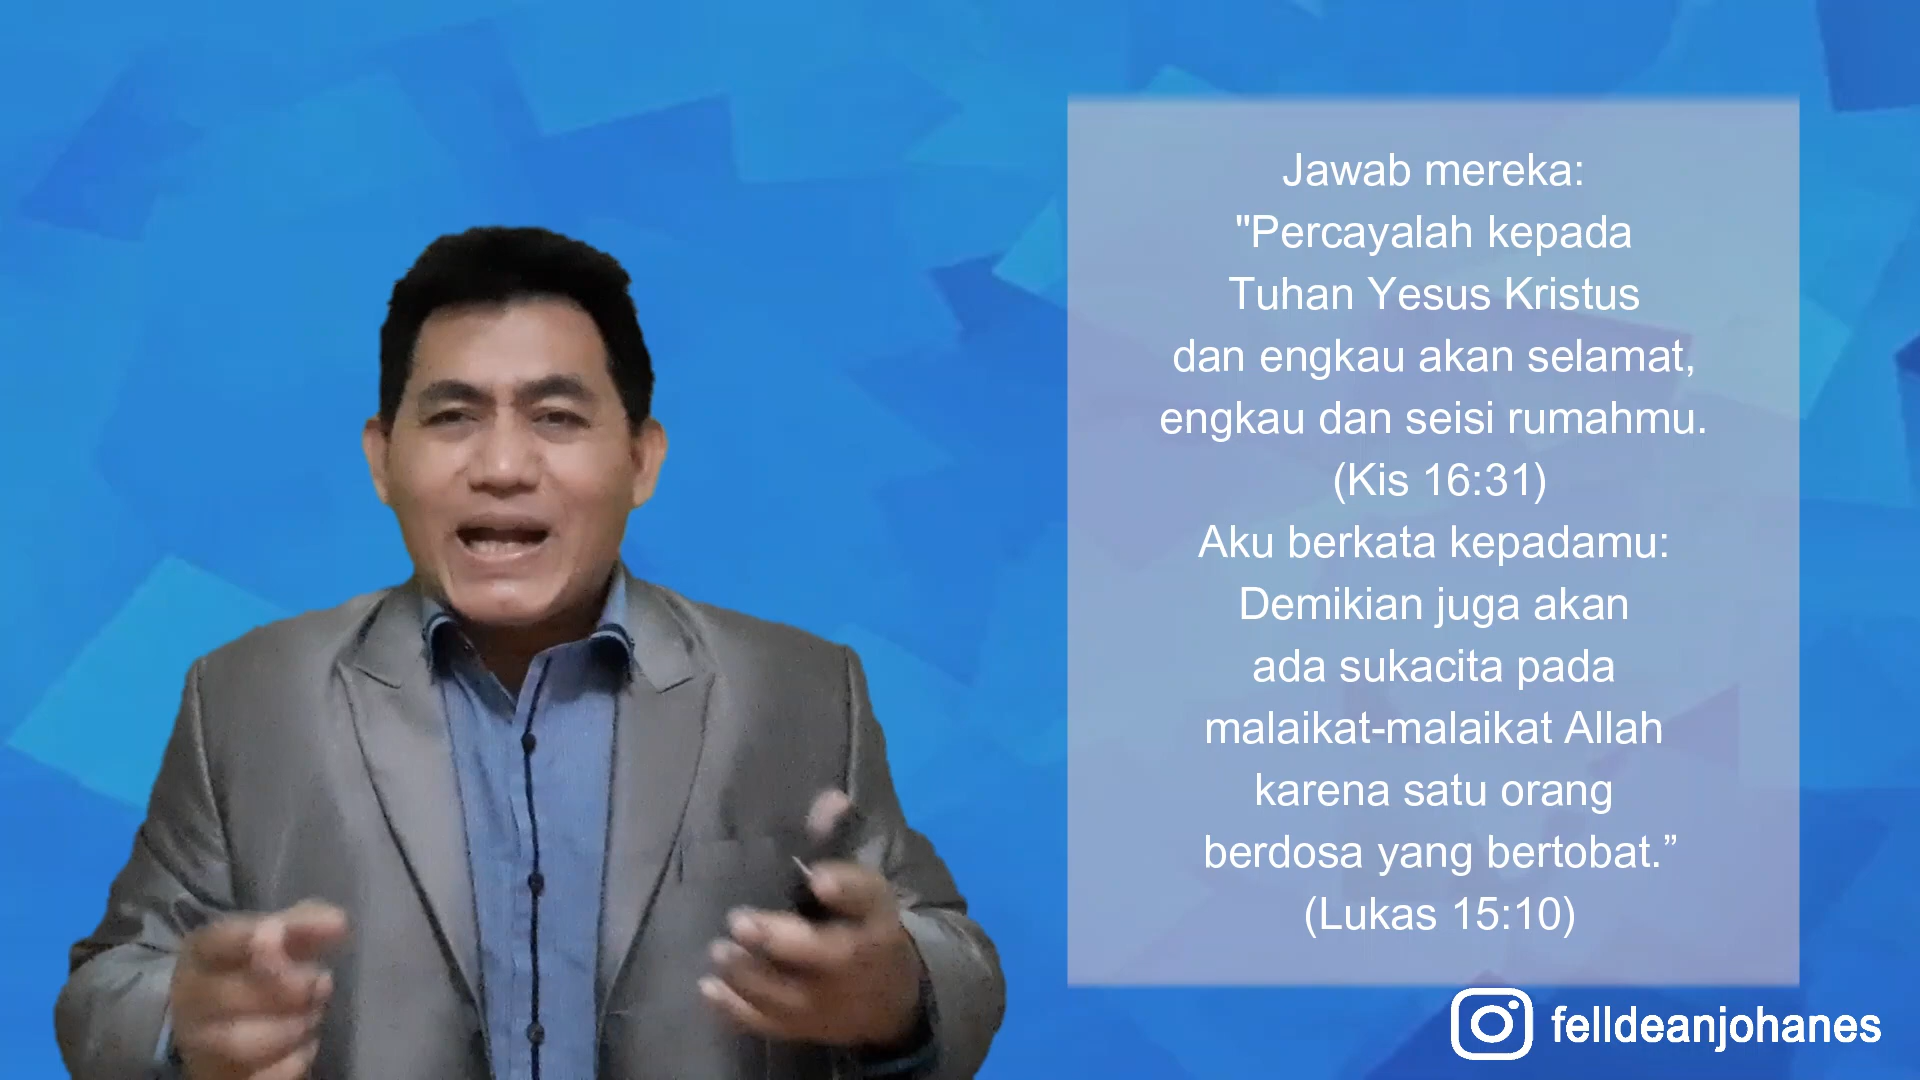 Jawab mereka:
"Percayalah kepada
Tuhan Yesus Kristus
dan engkau akan selamat,
engkau dan seisi rumahmu.
(Kis 16:31)
Aku berkata kepadamu:
Demikian juga akan
ada sukacita pada
malaikat-malaikat Allah
karena satu orang
berdosa yang bertobat.”
(Lukas 15:10)
felldeanjohanes